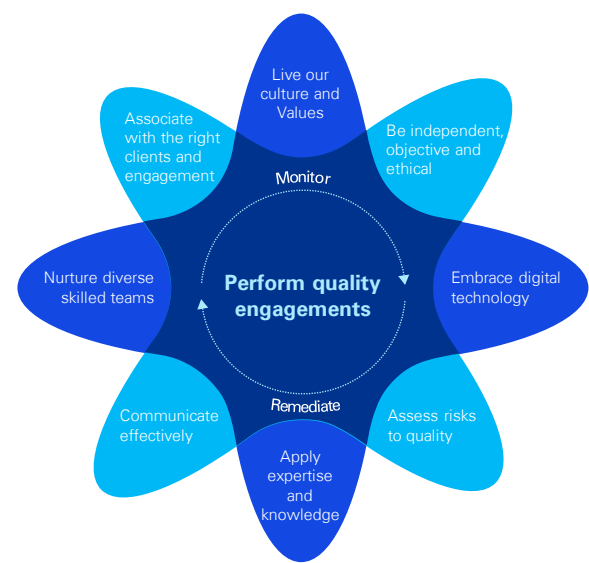 Live our
culture and
Values
Associate
with the right
clients and
engagement
Be independent,
objective and
ethical
Monitor
Nurture diverse
skilled teams
Perform quality
engagements
Embrace digital
technology
Remediate
Communicate
effectively
Assess risks
to quality
Apply
expertise
and
knowledge